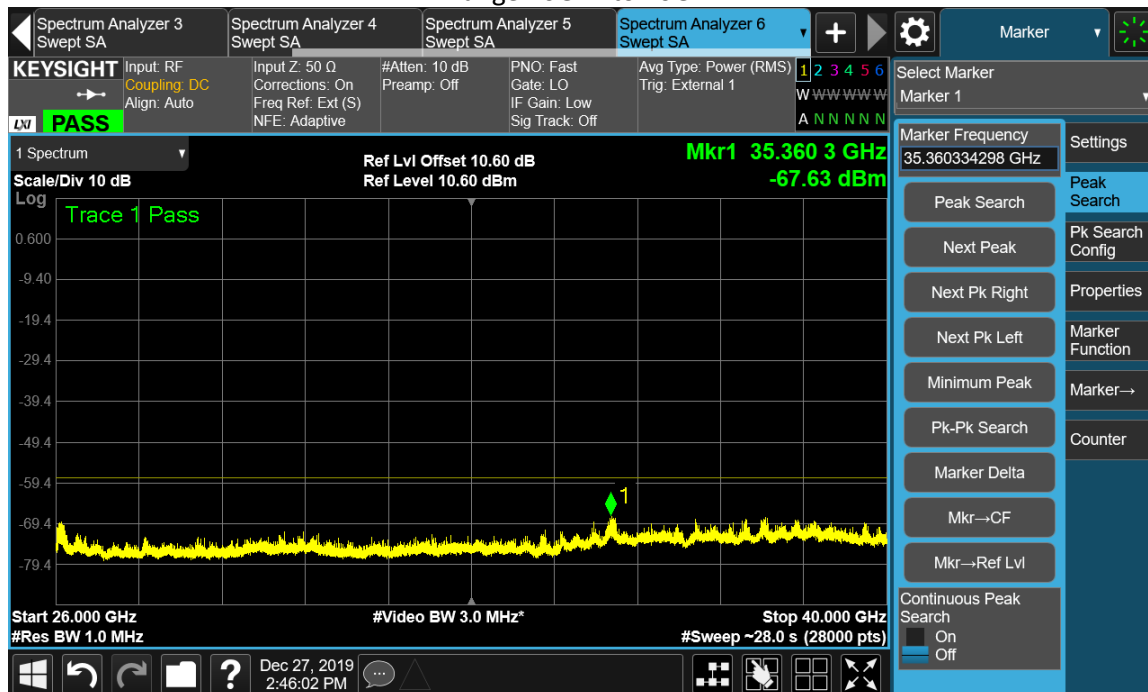 Spectrum Analyzer 3
Swept SA
Spectrum Analyzer 4
Swept SA
Spectrum Analyzer 5
Swept SA
Spectrum Analyzer 6
Swept SA
+
Marker
KEYSIGHT
LXI PASS
Input: RF
Coupling: DC
Align: Auto
Input Z: 50 Ω
Corrections: On
Freq Ref: Ext (S)
NFE: Adaptive
#Atten: 10 dB
Preamp: Off
PNO: Fast
Gate: LO
IF Gain: Low
Sig Track: Off
Avg Type: Power (RMS)
Trig: External 1
1 2 3 4 5 6
W W W W W W
A N N N N N
Select Marker
Marker 1
1 Spectrum
Scale/Div 10 dB
Ref Lvl Offset 10.60 dB
Ref Level 10.60 dBm
Mkr1 35.360 3 GHz
-67.63 dBm
Log
Trace 1 Pass
0.600
-9.40
-19.4
-29.4
-39.4
-49.4
-59.4
-69.4
-79.4
1
Start 26.000 GHz
#Res BW 1.0 MHz
#Video BW 3.0 MHz*
Stop 40.000 GHz
#Sweep ~28.0 s (28000 pts)
Marker Frequency
35.360334298 GHz
Peak Search
Next Peak
Next Pk Right
Next Pk Left
Minimum Peak
Pk-Pk Search
Marker Delta
Mkr→CF
Mkr→Ref Lvl
Continuous Peak
Search
On
Off
Settings
Peak
Search
Pk Search
Config
Properties
Marker
Function
Marker→
Counter
?
Dec 27, 2019
2:46:02 PM